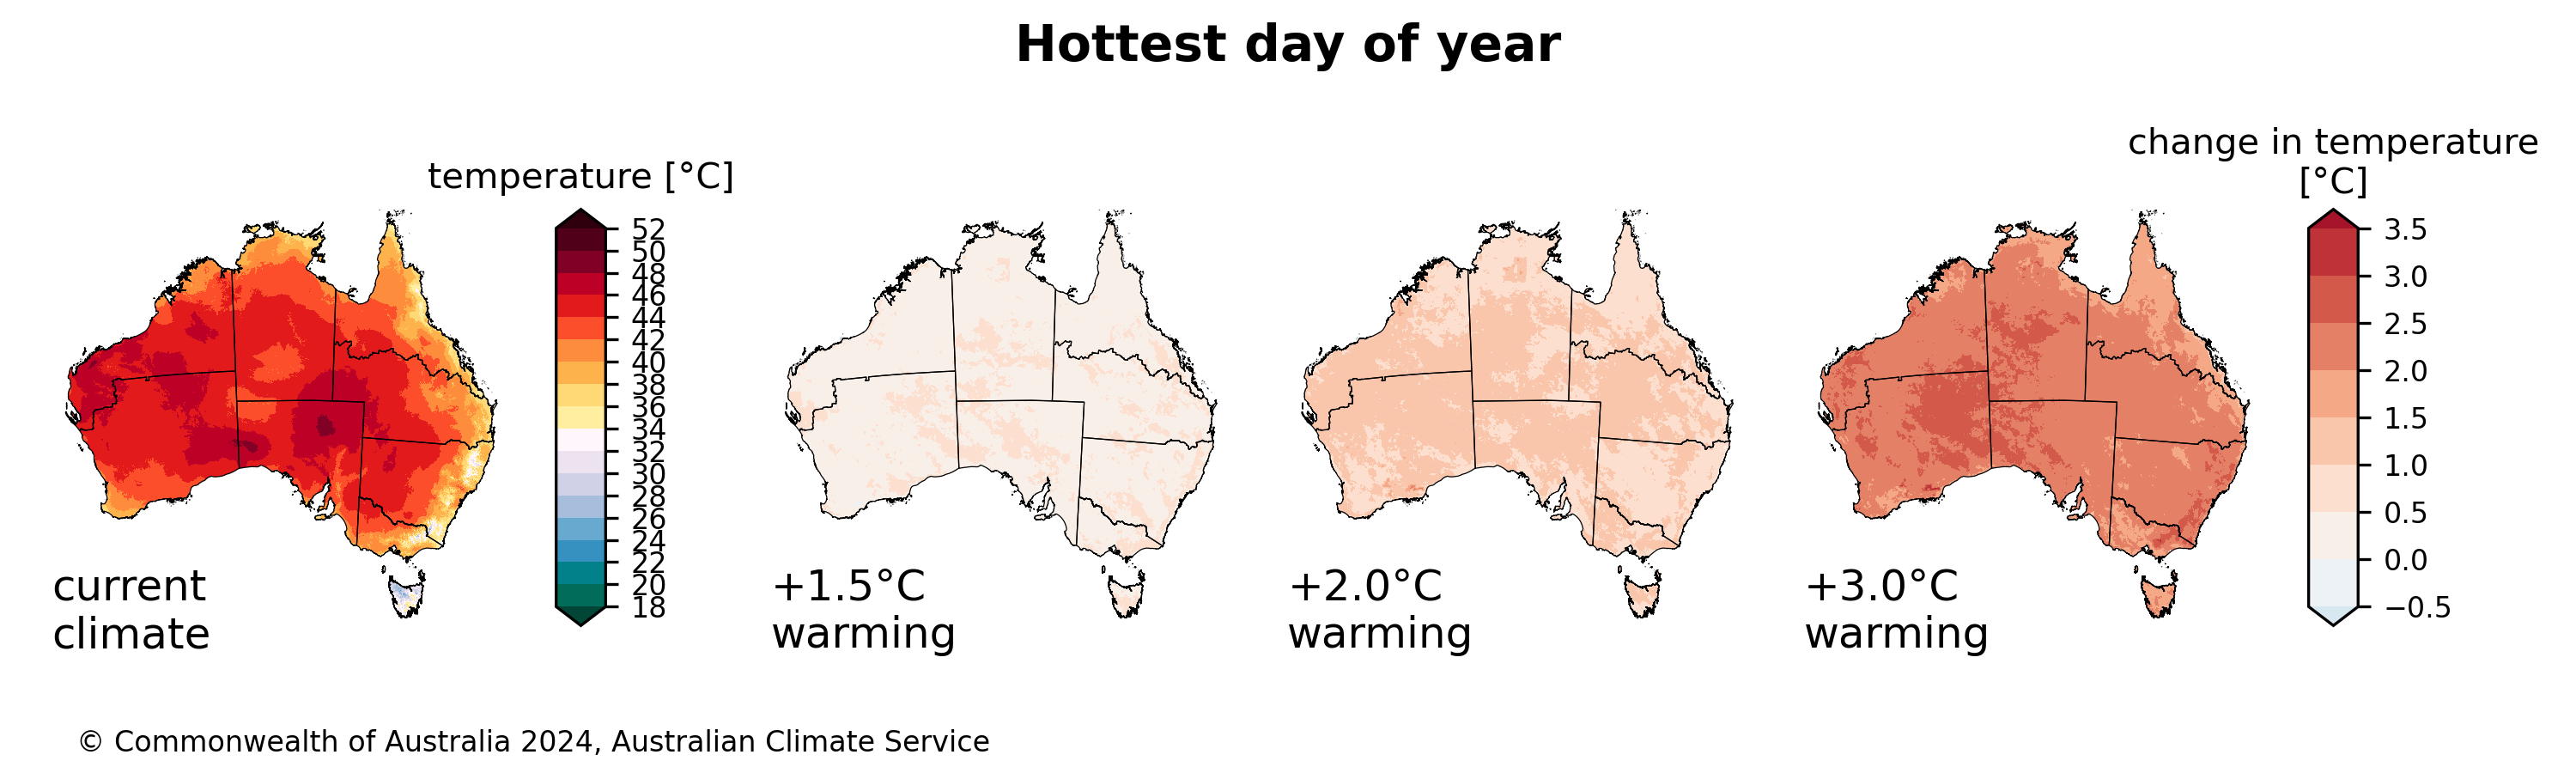 Hottest day of year
temperature [°C]
52
50
48
46
44
42
40
38
36
34
32
30
28
26
24
22
20
18
current
climate
+1.5°C
warming
+2.0°C
warming
+3.0°C
warming
change in temperature
[°C]
3.5
3.0
2.5
2.0
1.5
1.0
0.5
0.0
−0.5
© Commonwealth of Australia 2024, Australian Climate Service